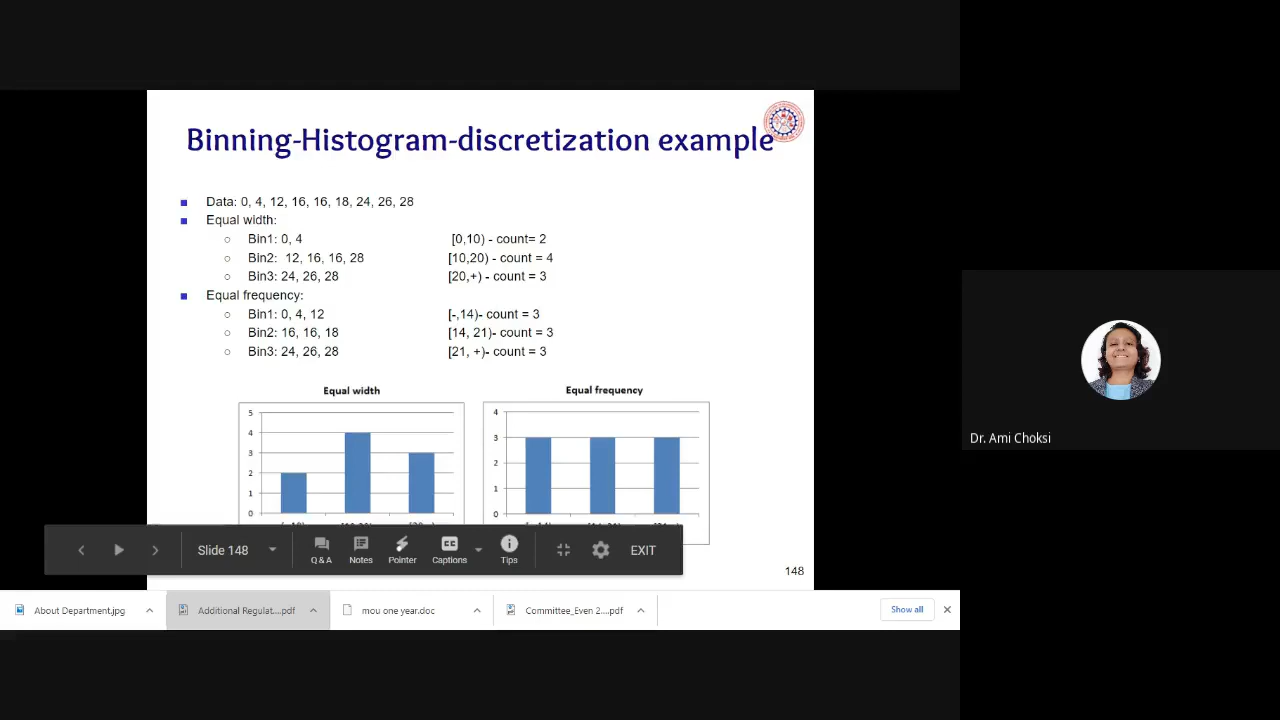 Binning-Histogram-discretization example
Data: 0, 4, 12, 16, 16, 18, 24, 26, 28
Equal width:
Bin1: 0, 4 [0,10) - count= 2
Bin2: 12, 16, 16, 28 [10,20) - count = 4
Bin3: 24, 26, 28 [20,+) - count = 3
Equal frequency:
Bin1: 0, 4, 12 [-,14)- count = 3
Bin2: 16, 16, 18 [14, 21)- count = 3
Bin3: 24, 26, 28 [21, +)- count = 3
Equal width
5
4
3
2
1
0
Equal frequency
4
3
2
1
0
Slide 148
Q & A
Notes
Pointer
CC
Captions
Tips
EXIT
148
About Department.jpg
Additional Regulat....pdf
mou one year.doc
Committee_Even 2....pdf
Show all
Dr. Ami Choksi